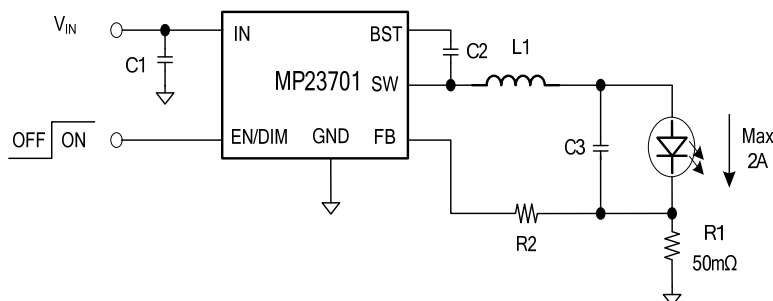 V_IN
IN
BST
C1
C2
L1
MP23701
SW
OFF
ON
EN/DIM
GND
FB
C3
Max
2A
R2
R1
50mΩ